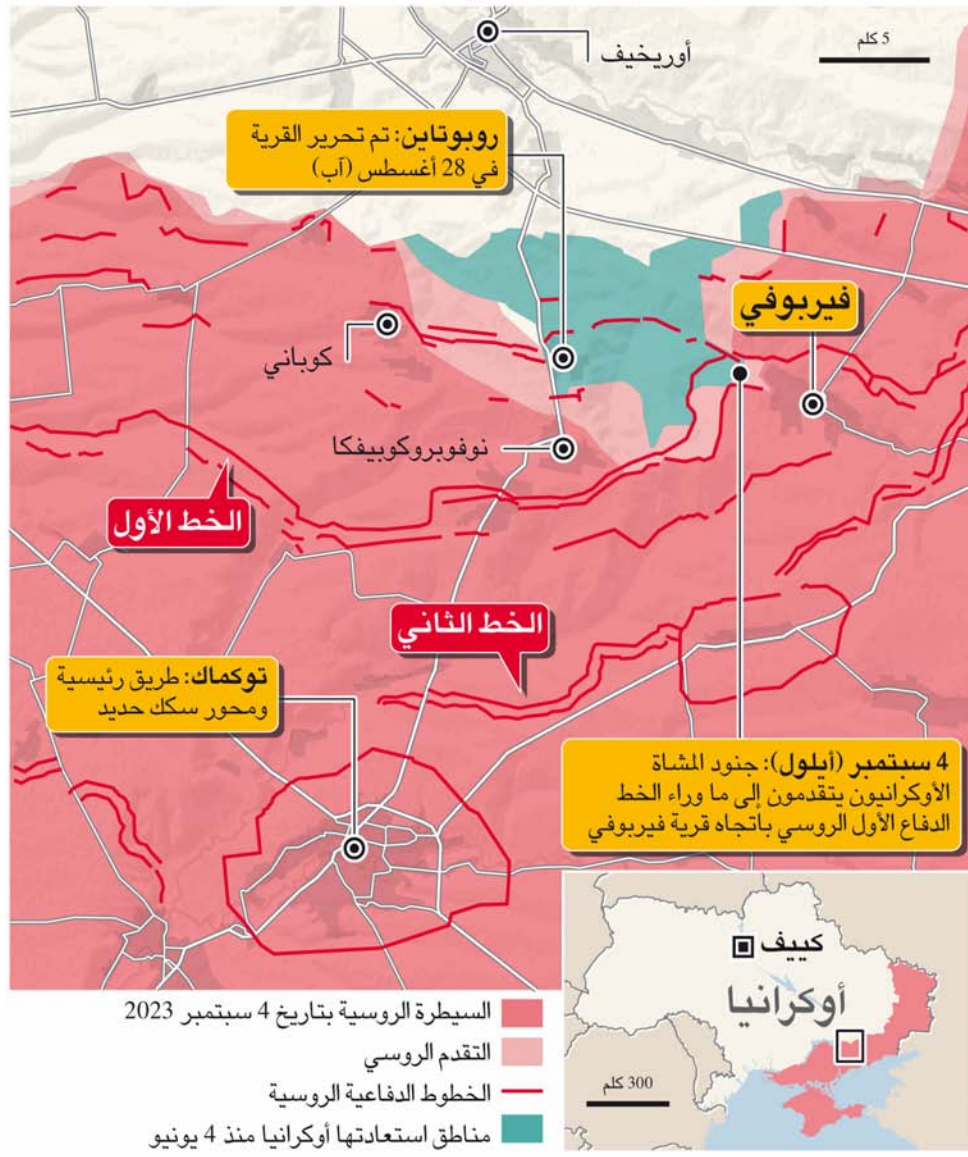 أوريخيف
5 كلم
روبوتاين: تم تحرير القرية
في 28 أغسطس (آب)
فيربوفي
كوباني
نوفوبروكوبيفكا
الخط الأول
الخط الثاني
توكماك: طريق رئيسية
ومحور سكك حديد
4 سبتمبر (أيلول): جنود المشاة
الأوكرانيون يتقدمون إلى ما وراء الخط
الدفاع الأول الروسي بأتجاه قرية فيربوفي
كييف
أوكرانيا
300 كلم
السيطرة الروسية بتاريخ 4 سبتمبر 2023
التقدم الروسي
الخطوط الدفاعية الروسية
مناطق استعادتها أوكرانيا منذ 4 يونيو